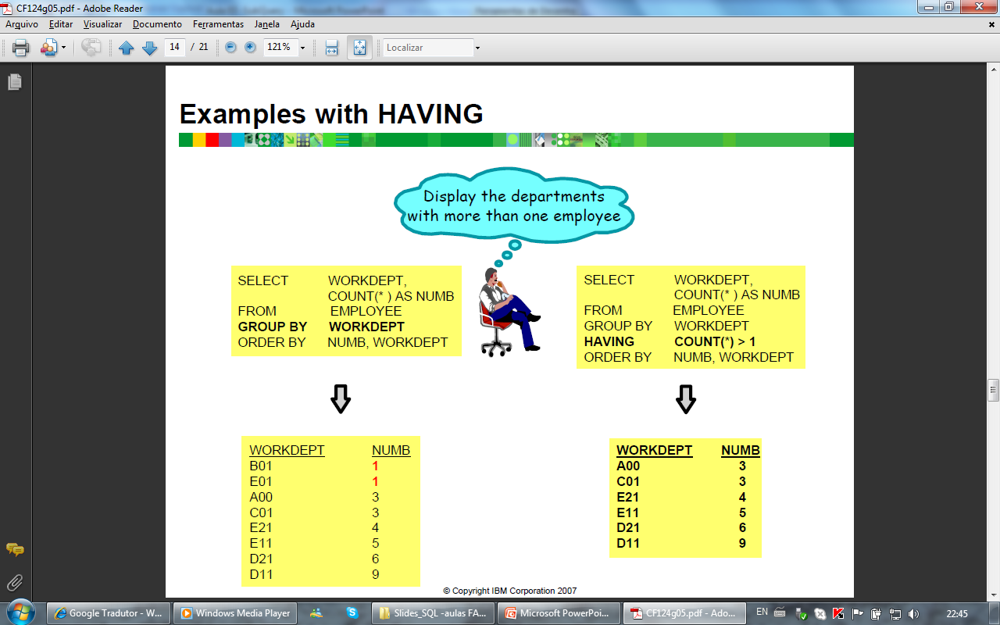 CF124g05.pdf - Adobe Reader
Arquivo Editar Visualizar Documento Ferramentas Janela Ajuda
14 / 21 121% Localizar
Examples with HAVING
Display the departments
with more than one employee
SELECT WORKDEPT,
COUNT(* ) AS NUMB
FROM EMPLOYEE
GROUP BY WORKDEPT
ORDER BY NUMB, WORKDEPT
SELECT WORKDEPT,
COUNT(* ) AS NUMB
FROM EMPLOYEE
GROUP BY WORKDEPT
HAVING COUNT(*) > 1
ORDER BY NUMB, WORKDEPT
WORKDEPT NUMB
B01 1
E01 1
A00 3
C01 3
E21 4
E11 5
D21 6
D11 9
WORKDEPT NUMB
A00 3
C01 3
E21 4
E11 5
D21 6
D11 9
© Copyright IBM Corporation 2007
Google Tradutor - W... Windows Media Player Slides_SQL -aulas FA... Microsoft PowerPoi... CF124g05.pdf - Ado... EN 22:45